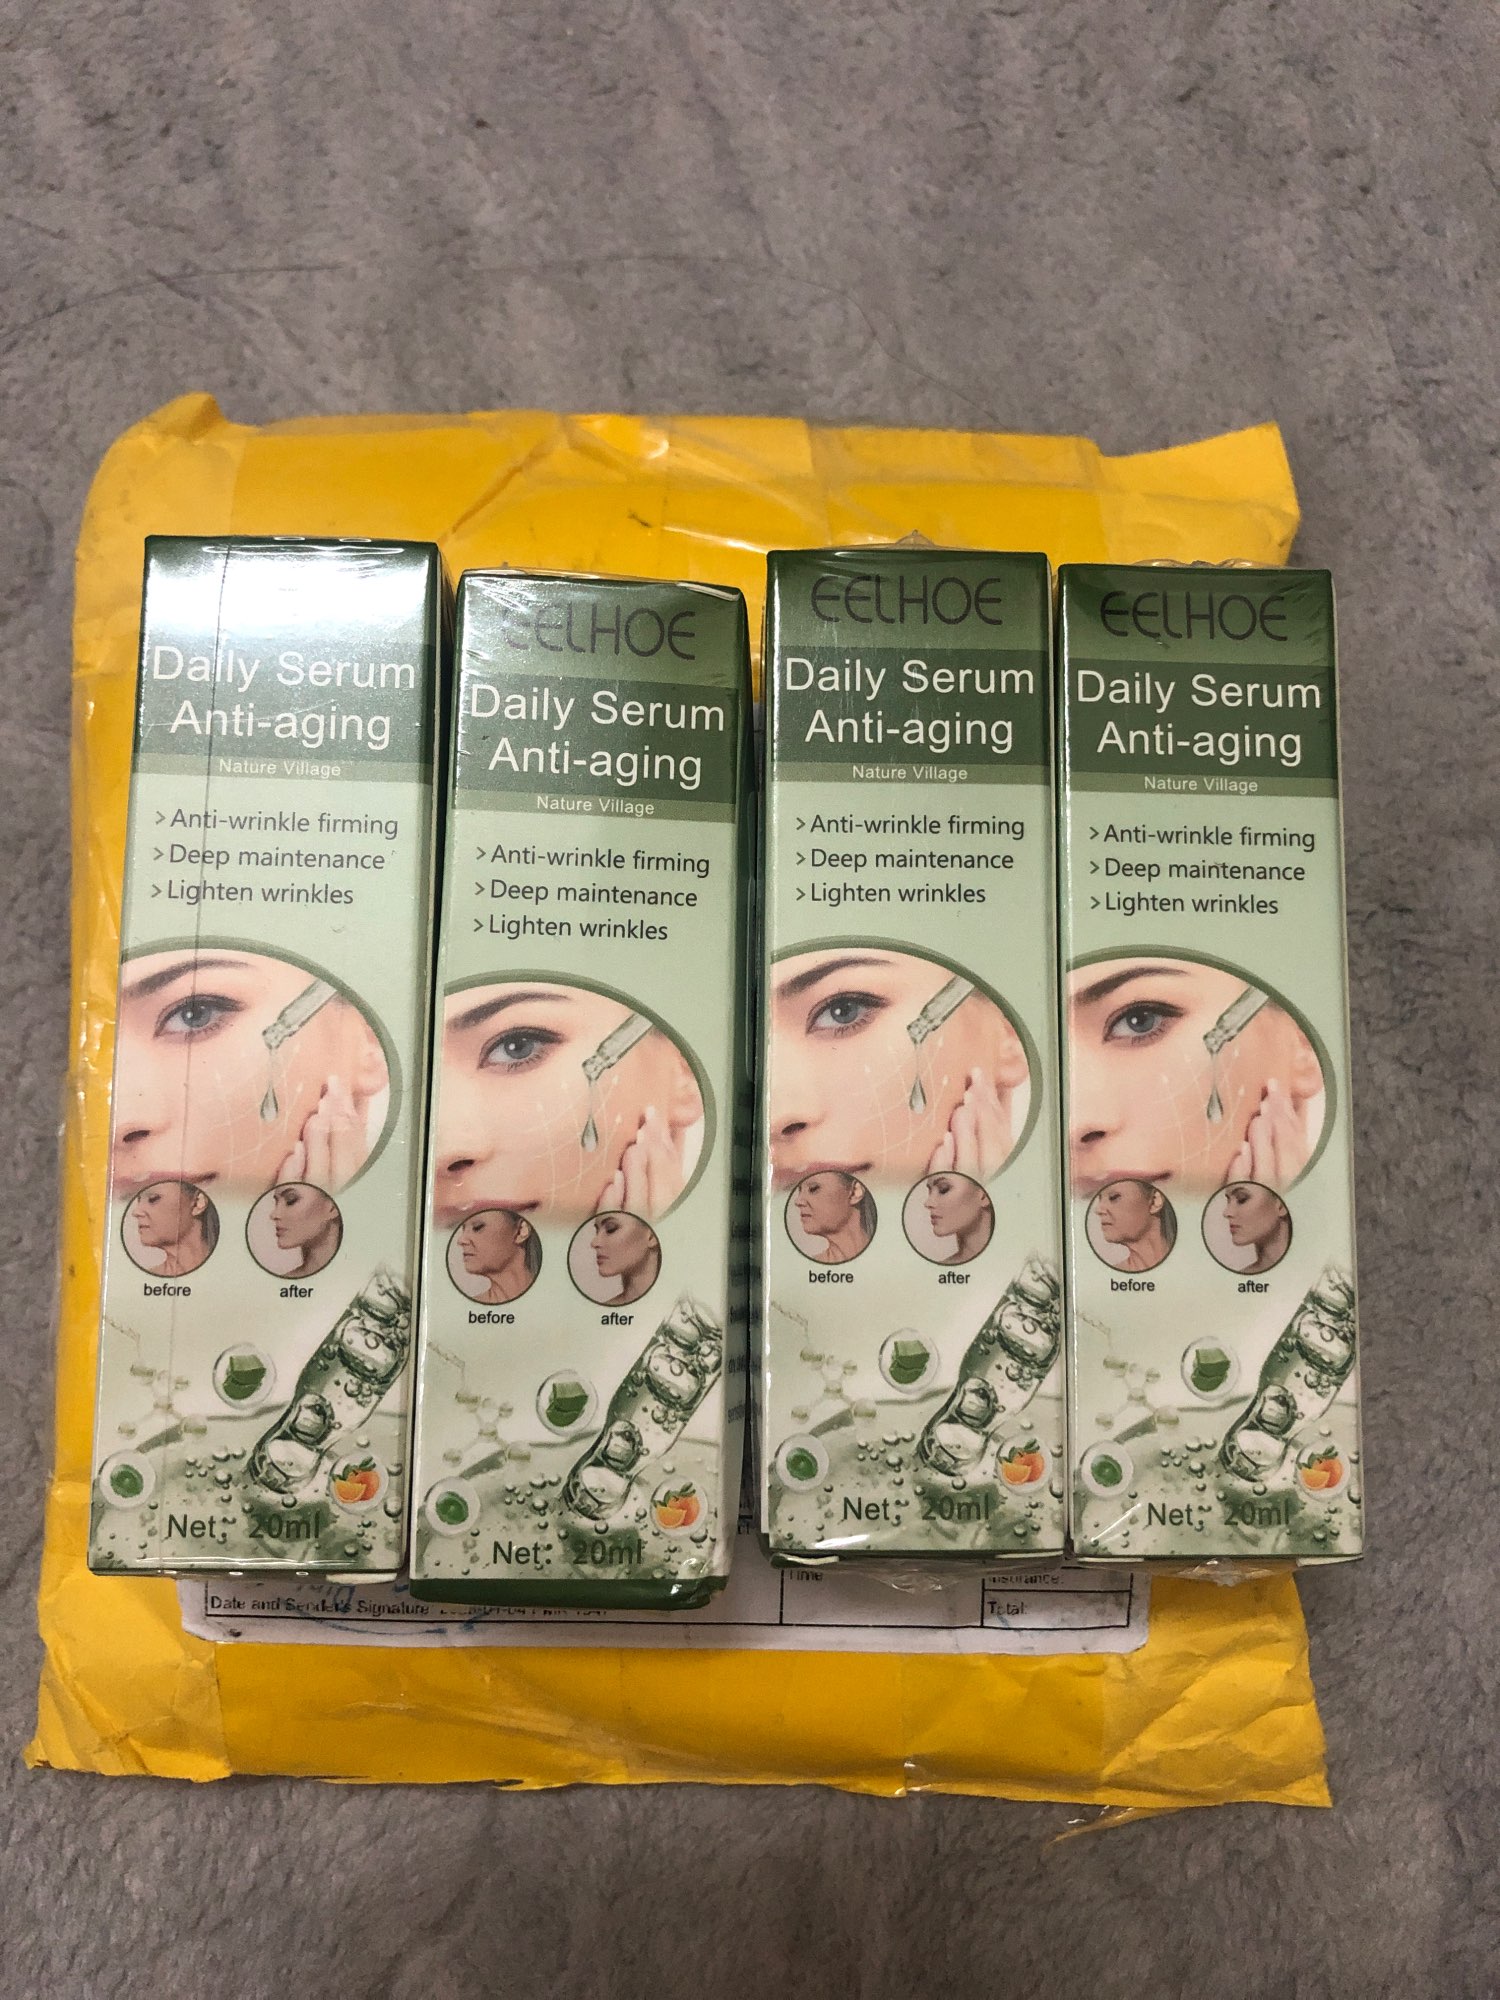 Daily Serum
Anti-aging
Nature Village
>Anti-wrinkle firming
>Deep maintenance
>Lighten wrinkles
before
after
Net: 20ml
EELHOE
Daily Serum
Anti-aging
Nature Village
>Anti-wrinkle firming
>Deep maintenance
>Lighten wrinkles
before
after
Net: 20ml
EELHOE
Daily Serum
Anti-aging
Nature Village
>Anti-wrinkle firming
>Deep maintenance
>Lighten wrinkles
before
after
Net: 20ml
EELHOE
Daily Serum
Anti-aging
Nature Village
>Anti-wrinkle firming
>Deep maintenance
>Lighten wrinkles
before
after
Net: 20ml
Time
Insurance:
Date and Sender's Signature
Total: